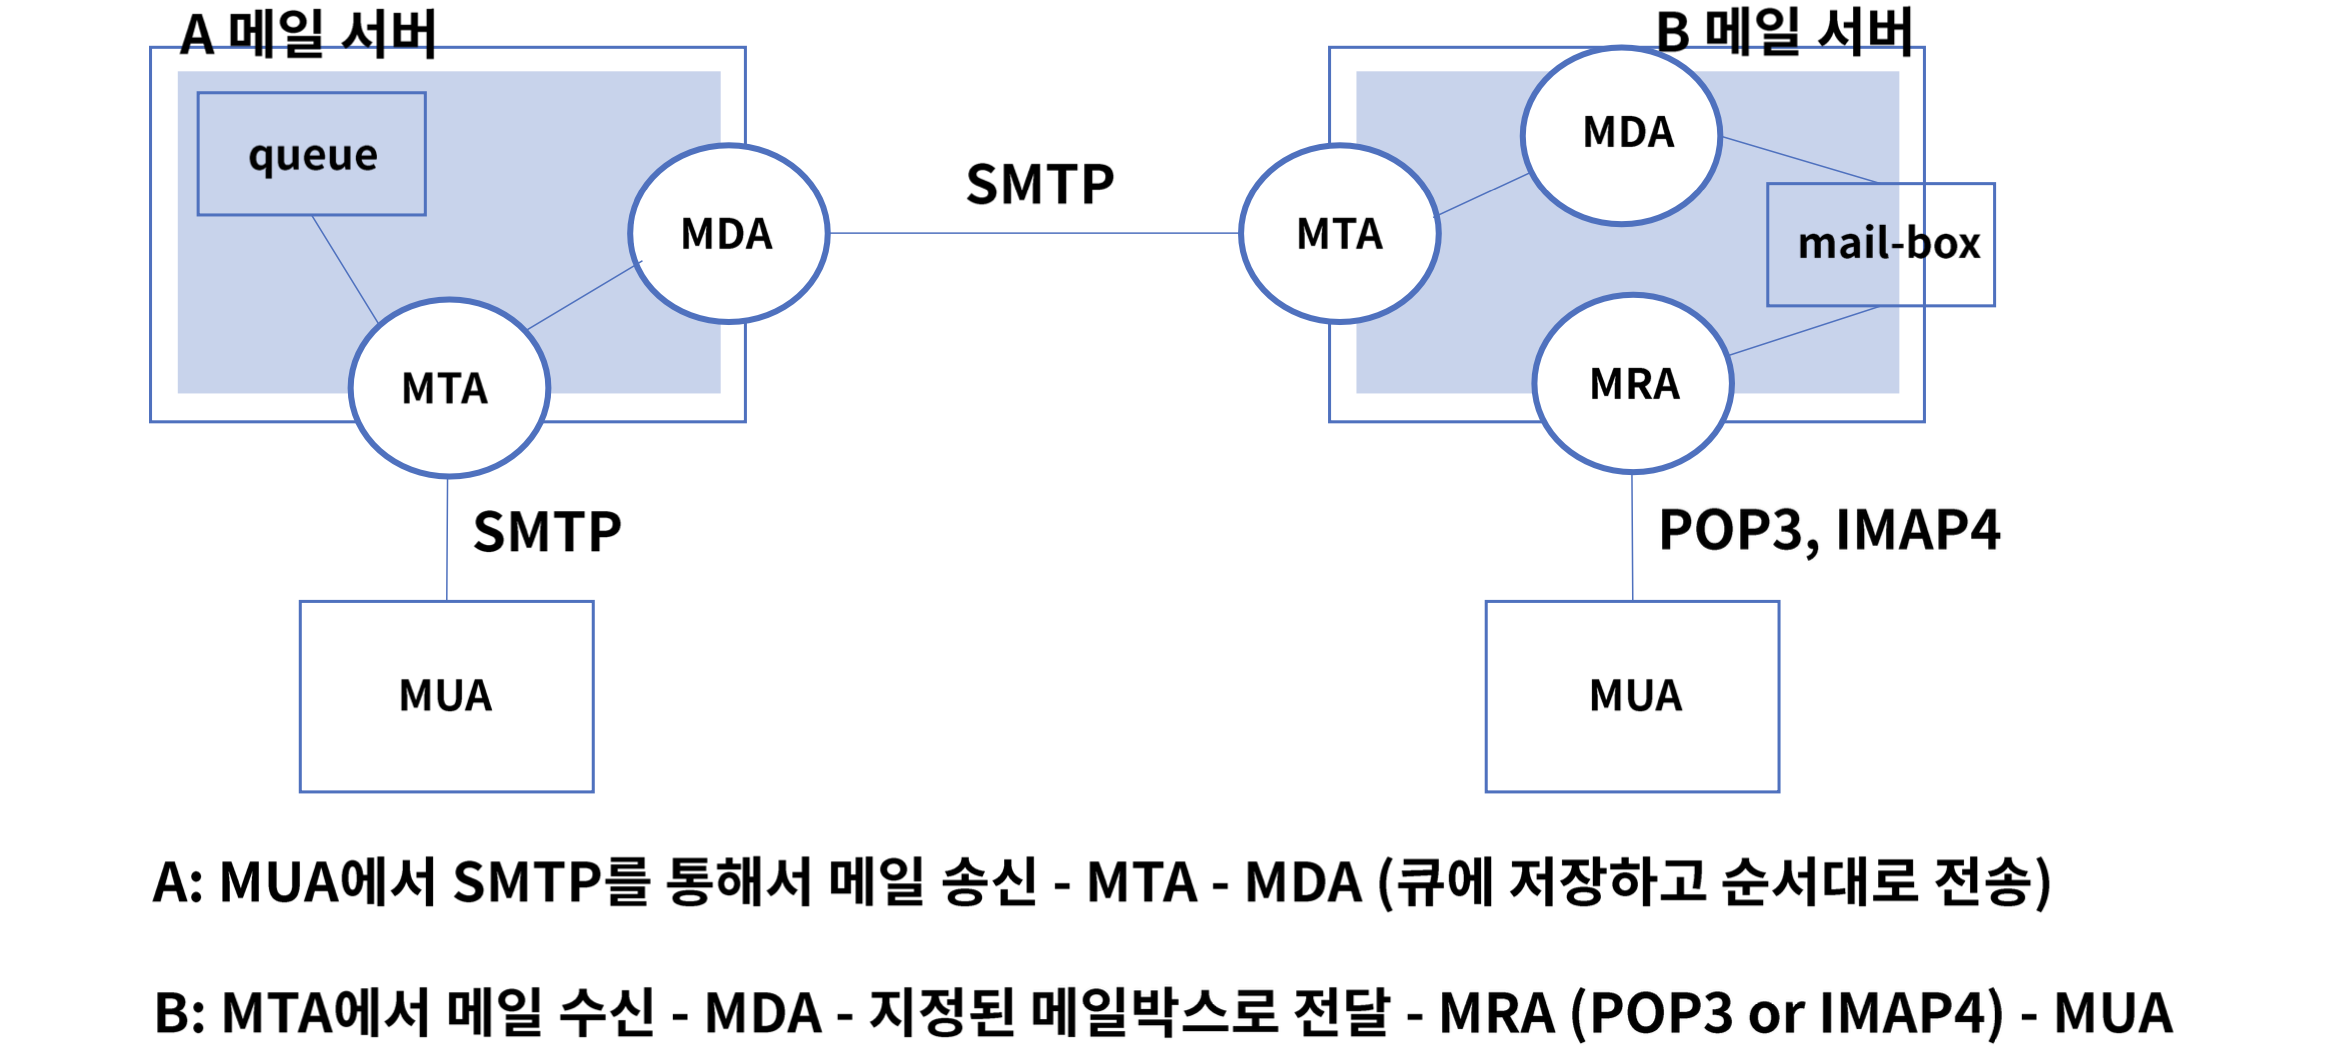 A 메일 서버
B 메일 서버
queue
MDA
MDA
SMTP
MTA
mail-box
MTA
MRA
SMTP
POP3, IMAP4
MUA
MUA
A: MUA에서 SMTP를 통해서 메일 송신 - MTA - MDA (큐에 저장하고 순서대로 전송)
B: MTA에서 메일 수신 - MDA - 지정된 메일박스로 전달 - MRA (POP3 or IMAP4) - MUA